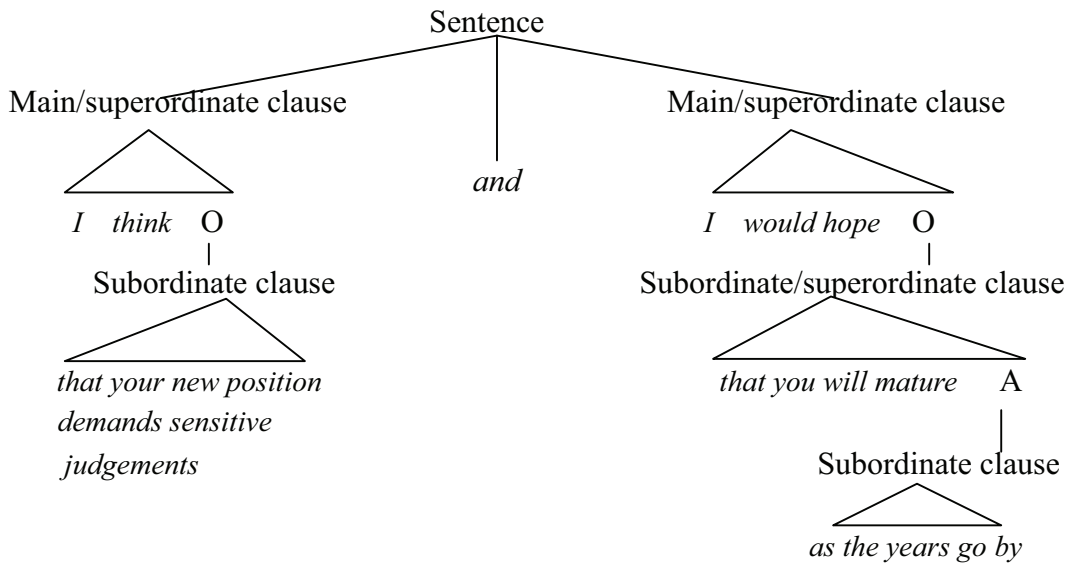 Sentence
Main/superordinate clause Main/superordinate clause
and
I think O I would hope O
Subordinate clause Subordinate/superordinate clause
that your new position that you will mature A
demands sensitive
judgements
Subordinate clause
as the years go by